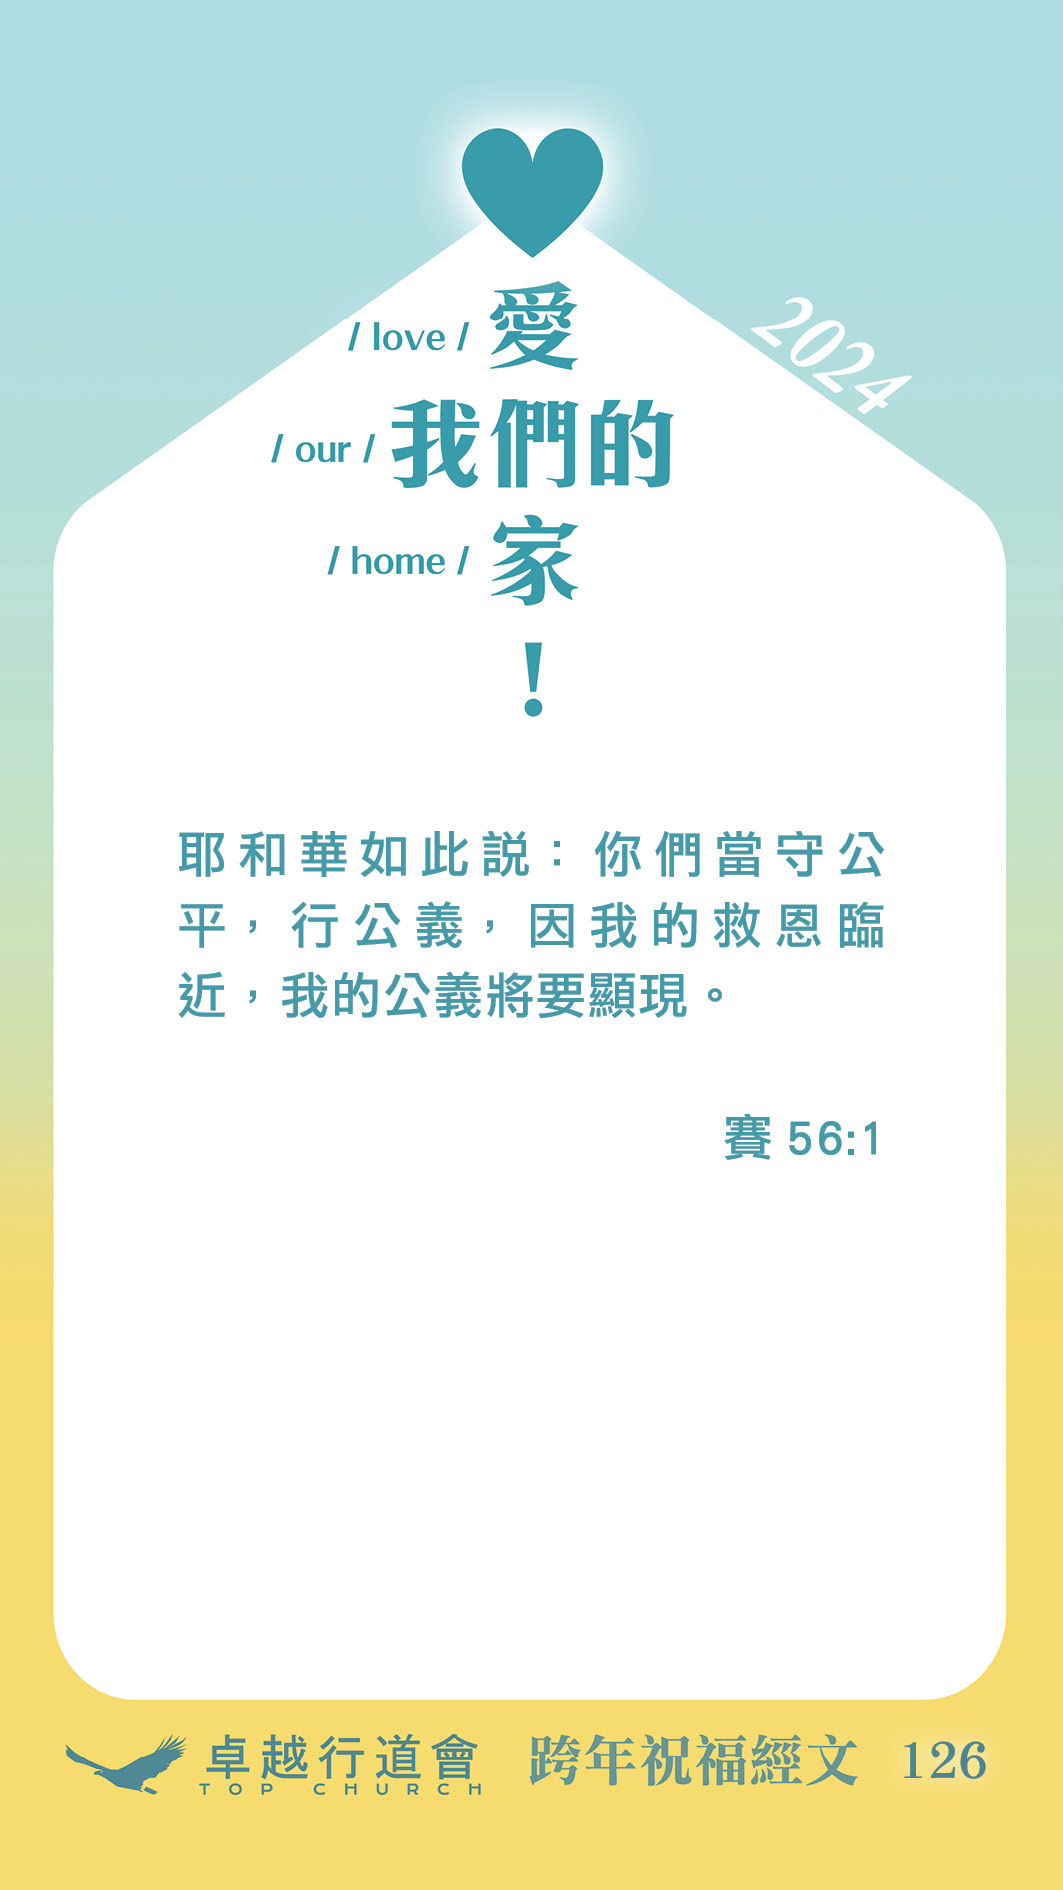 2024
/ love / 愛
/ our / 我們的
/ home / 家
！
耶和華如此説：你們當守公
平，行公義，因我的救恩臨
近，我的公義將要顯現。
賽 56:1
卓越行道會
TOP CHURCH
跨年祝福經文 126